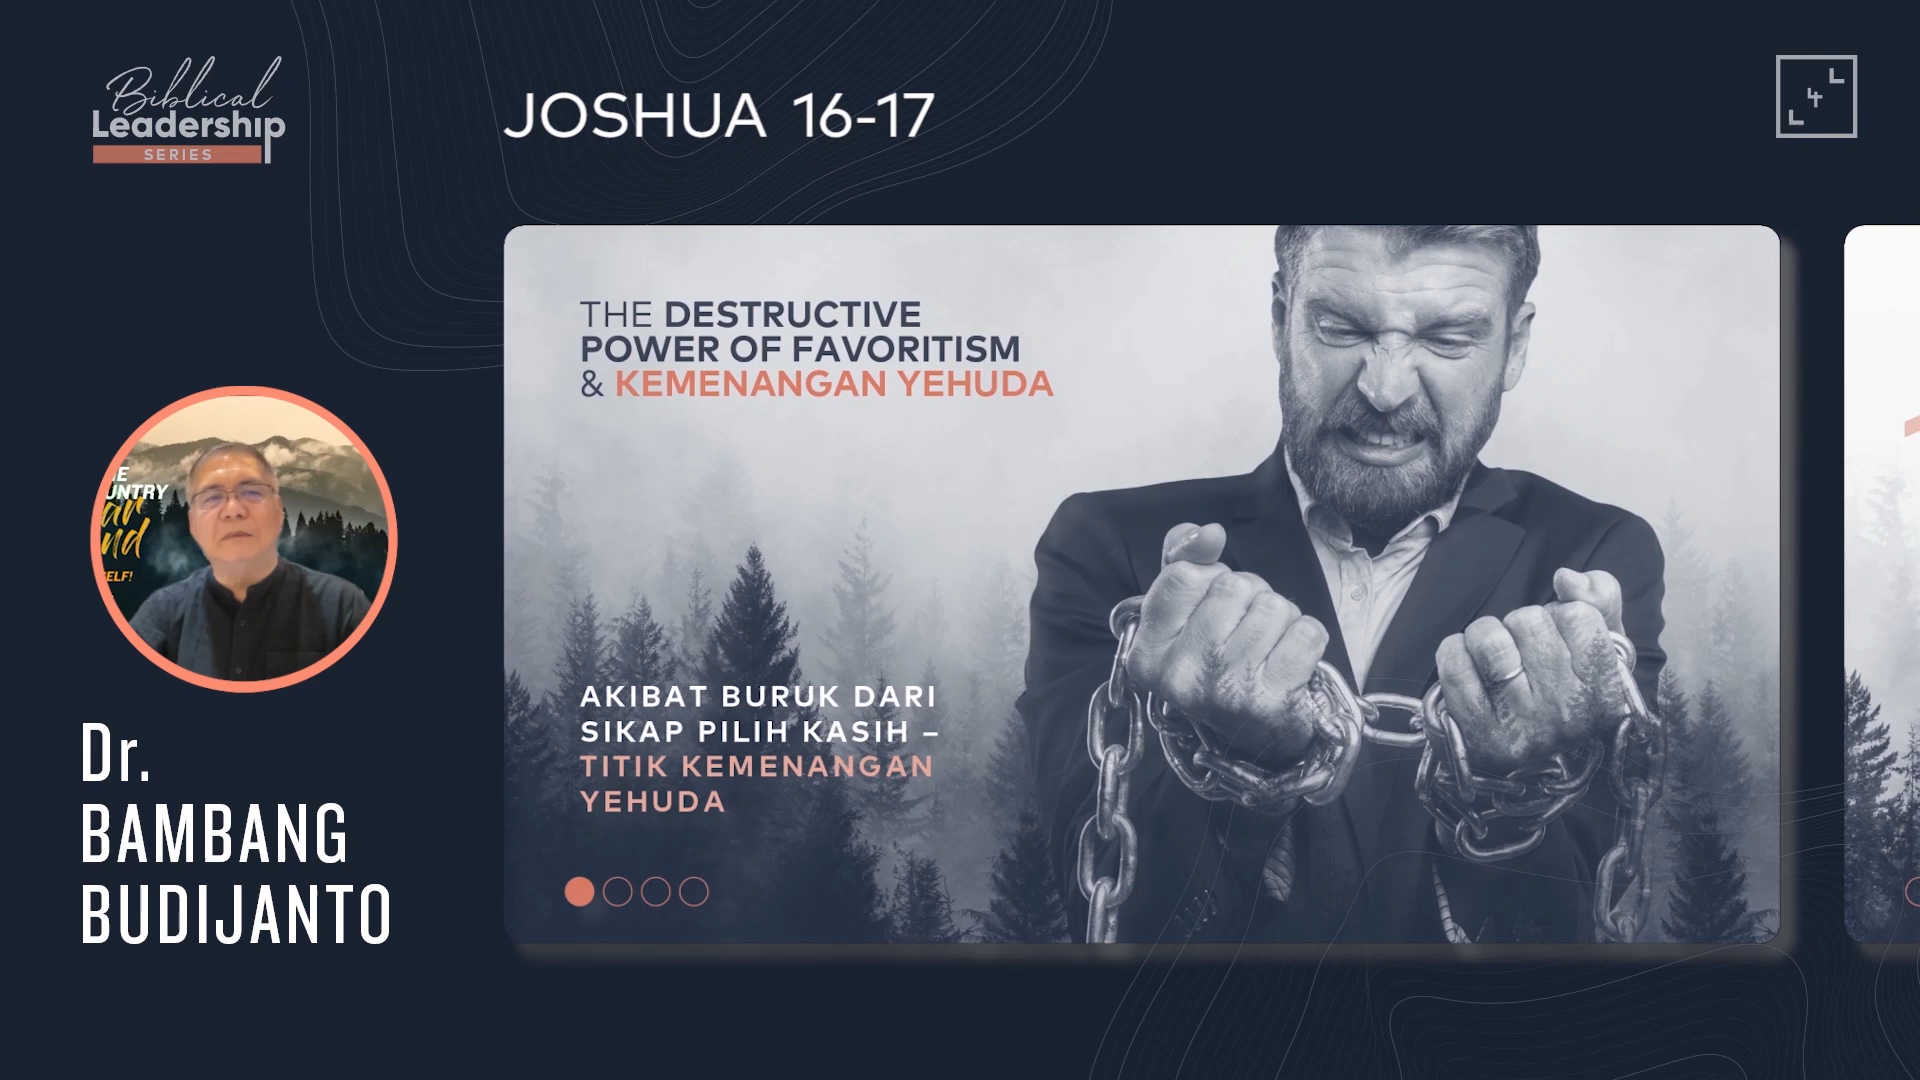 Biblical
Leadership
SERIES
JOSHUA 16-17
THE DESTRUCTIVE
POWER OF FAVORITISM
& KEMENANGAN YEHUDA
AKIBAT BURUK DARI
SIKAP PILIH KASIH –
TITIK KEMENANGAN
YEHUDA
Dr.
BAMBANG
BUDIJANTO